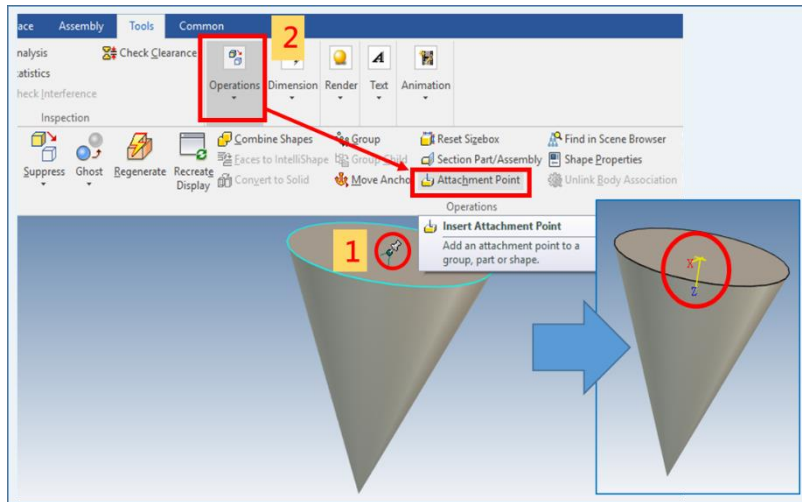 ace Assembly Tools Common
nalysis
Check Clearance
2
atistics
heck Interference
Operations Dimension Render Text Animation
Inspection
Suppress Ghost Regenerate Recreate Display
Combine Shapes Group Reset Sizebox Find in Scene Browser
Faces to IntelliShape Group Child Section Part/Assembly Shape Properties
Convert to Solid Move Ancho Attachment Point Unlink Body Association
Operations
Insert Attachment Point
Add an attachment point to a
group, part or shape.
1
X
Z